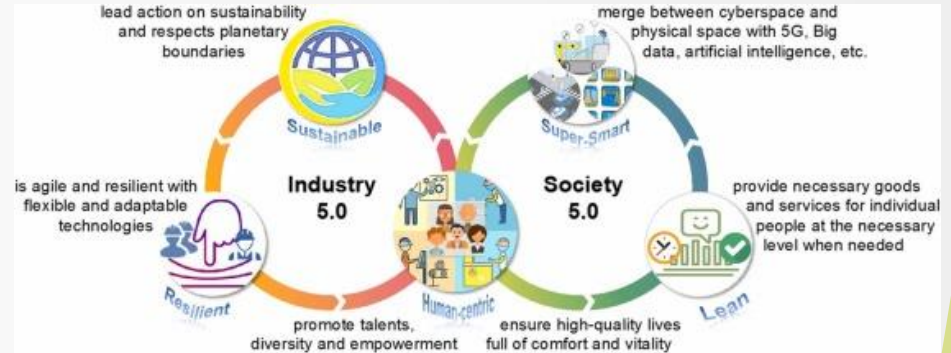 lead action on sustainability
and respects planetary
boundaries
merge between cyberspace and
physical space with 5G, Big
data, artificial intelligence, etc.
Sustainable
Super-Smart
is agile and resilient with
flexible and adaptable
technologies
Industry
5.0
Society
5.0
provide necessary goods
and services for individual
people at the necessary
level when needed
Resilient
Human-centric
Lean
promote talents,
diversity and empowerment
ensure high-quality lives
full of comfort and vitality